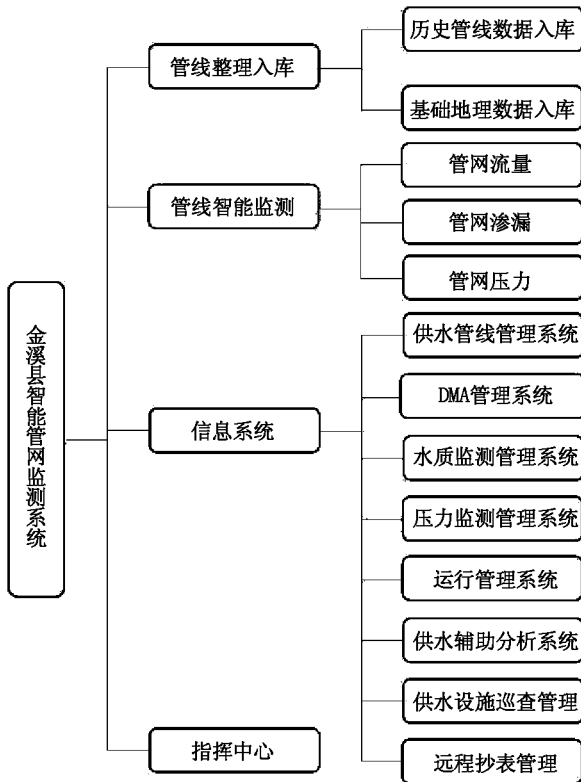 金溪县智能管网监测系统
管线整理入库
历史管线数据入库
基础地理数据入库
管线智能监测
管网流量
管网渗漏
管网压力
信息系统
供水管线管理系统
DMA管理系统
水质监测管理系统
压力监测管理系统
运行管理系统
供水辅助分析系统
供水设施巡查管理
远程抄表管理
指挥中心